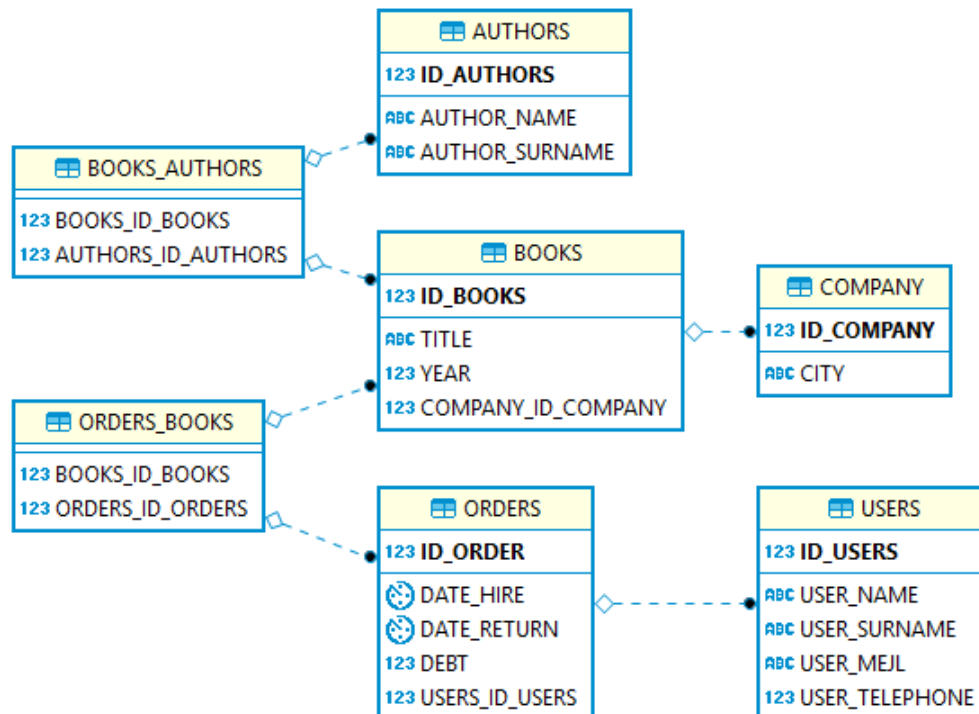 AUTHORS
123 ID_AUTHORS
ABC AUTHOR_NAME
ABC AUTHOR_SURNAME
BOOKS_AUTHORS
123 BOOKS_ID_BOOKS
123 AUTHORS_ID_AUTHORS
BOOKS
123 ID_BOOKS
ABC TITLE
123 YEAR
123 COMPANY_ID_COMPANY
COMPANY
123 ID_COMPANY
ABC CITY
ORDERS_BOOKS
123 BOOKS_ID_BOOKS
123 ORDERS_ID_ORDERS
ORDERS
123 ID_ORDER
DATE_HIRE
DATE_RETURN
123 DEBT
123 USERS_ID_USERS
USERS
123 ID_USERS
ABC USER_NAME
ABC USER_SURNAME
ABC USER_MEJL
123 USER_TELEPHONE